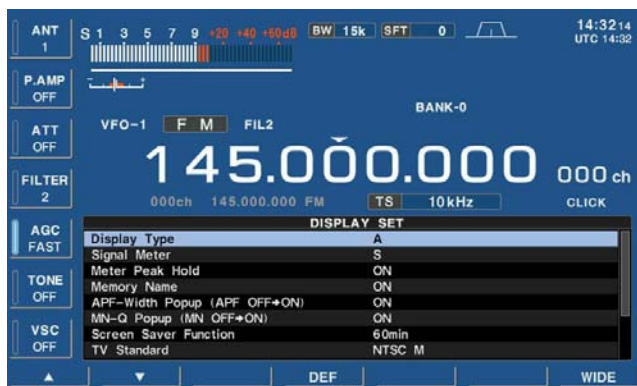 ANT
1
S 1 3 5 7 9 +20 +40 +60dB
BW 15k SFT 0
14:32 14
UTC 14:32
P.AMP
OFF
BANK-0
VFO-1 F M FIL2
ATT
OFF
145.000.000 000 ch
FILTER
2
000ch 145.000.000 FM TS 10kHz CLICK
AGC
FAST
DISPLAY SET
Display Type A
Signal Meter S
Meter Peak Hold ON
Memory Name ON
TONE
OFF
APF-Width Popup (APF OFF→ON) ON
MN-Q Popup (MN OFF→ON) ON
VSC
OFF
Screen Saver Function 60min
TV Standard NTSC M
▲ ▼ DEF WIDE